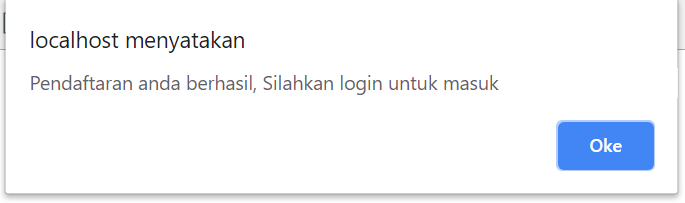 localhost menyatakan
Pendaftaran anda berhasil, Silahkan login untuk masuk
Oke